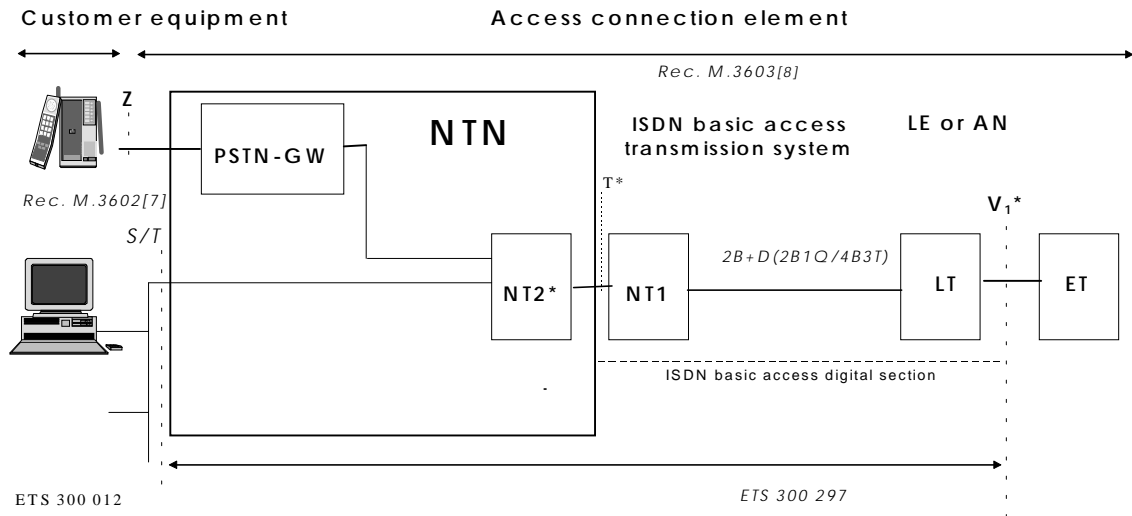 Customer equipment
Access connection element
Rec. M.3603[8]
Z
NTN
ISDN basic access
transmission system
LE or AN
PSTN-GW
T*
Rec. M.3602[7]
V₁*
S/T
2B+D(2B1Q/4B3T)
NT2*
NT1
LT
ET
ISDN basic access digital section
ETS 300 012
ETS 300 297